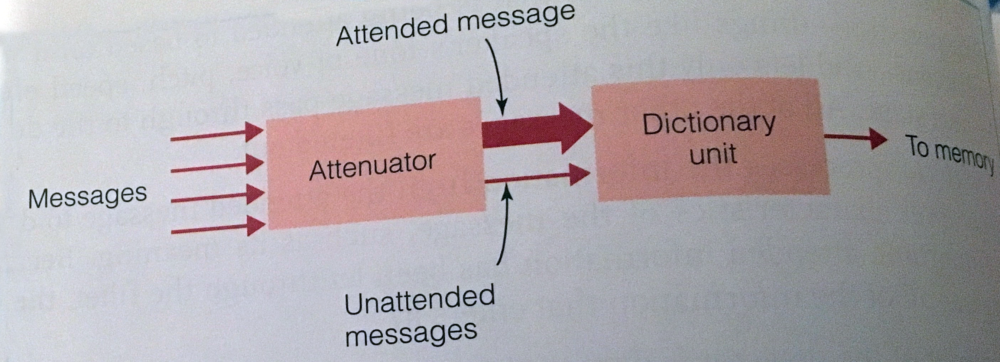 Attended message
Messages
Attenuator
Dictionary
unit
To memory
Unattended
messages